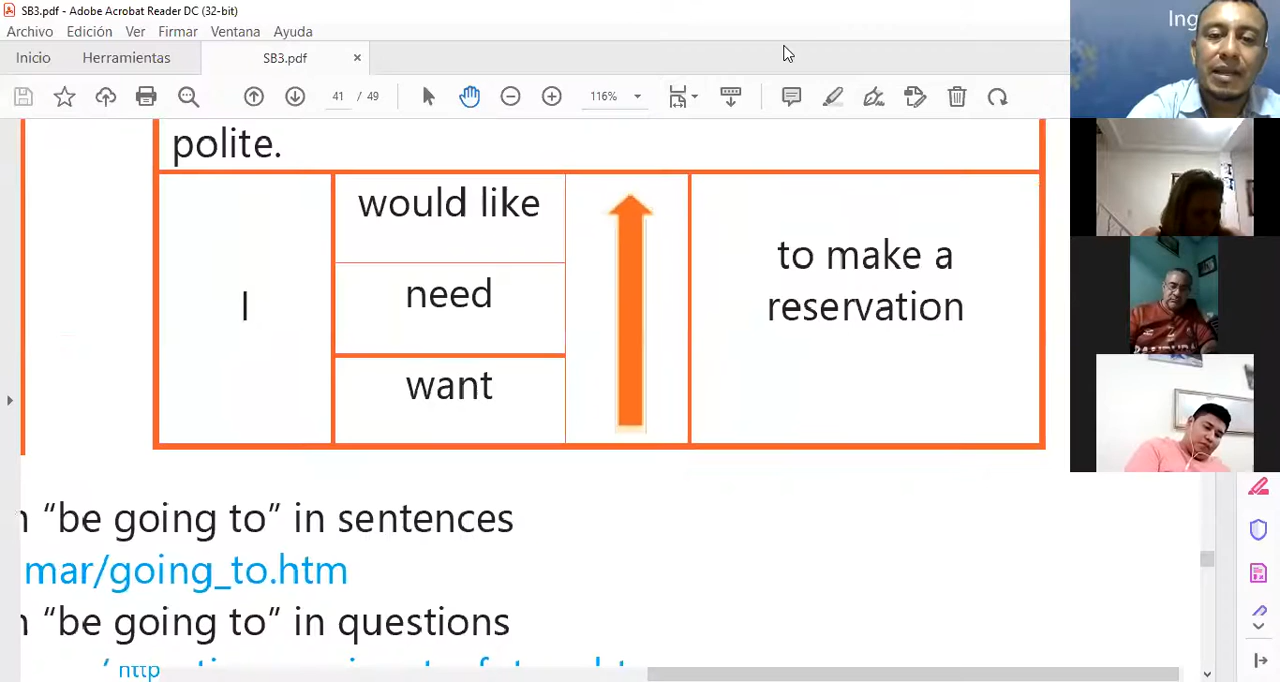 SB3.pdf - Adobe Acrobat Reader DC (32-bit)
Archivo Edición Ver Firmar Ventana Ayuda
Inicio Herramientas SB3.pdf ×
41 / 49 116%
Ing
polite.
I
would like
need
want
to make a
reservation
"be going to" in sentences
mar/going_to.htm
"be going to" in questions
http